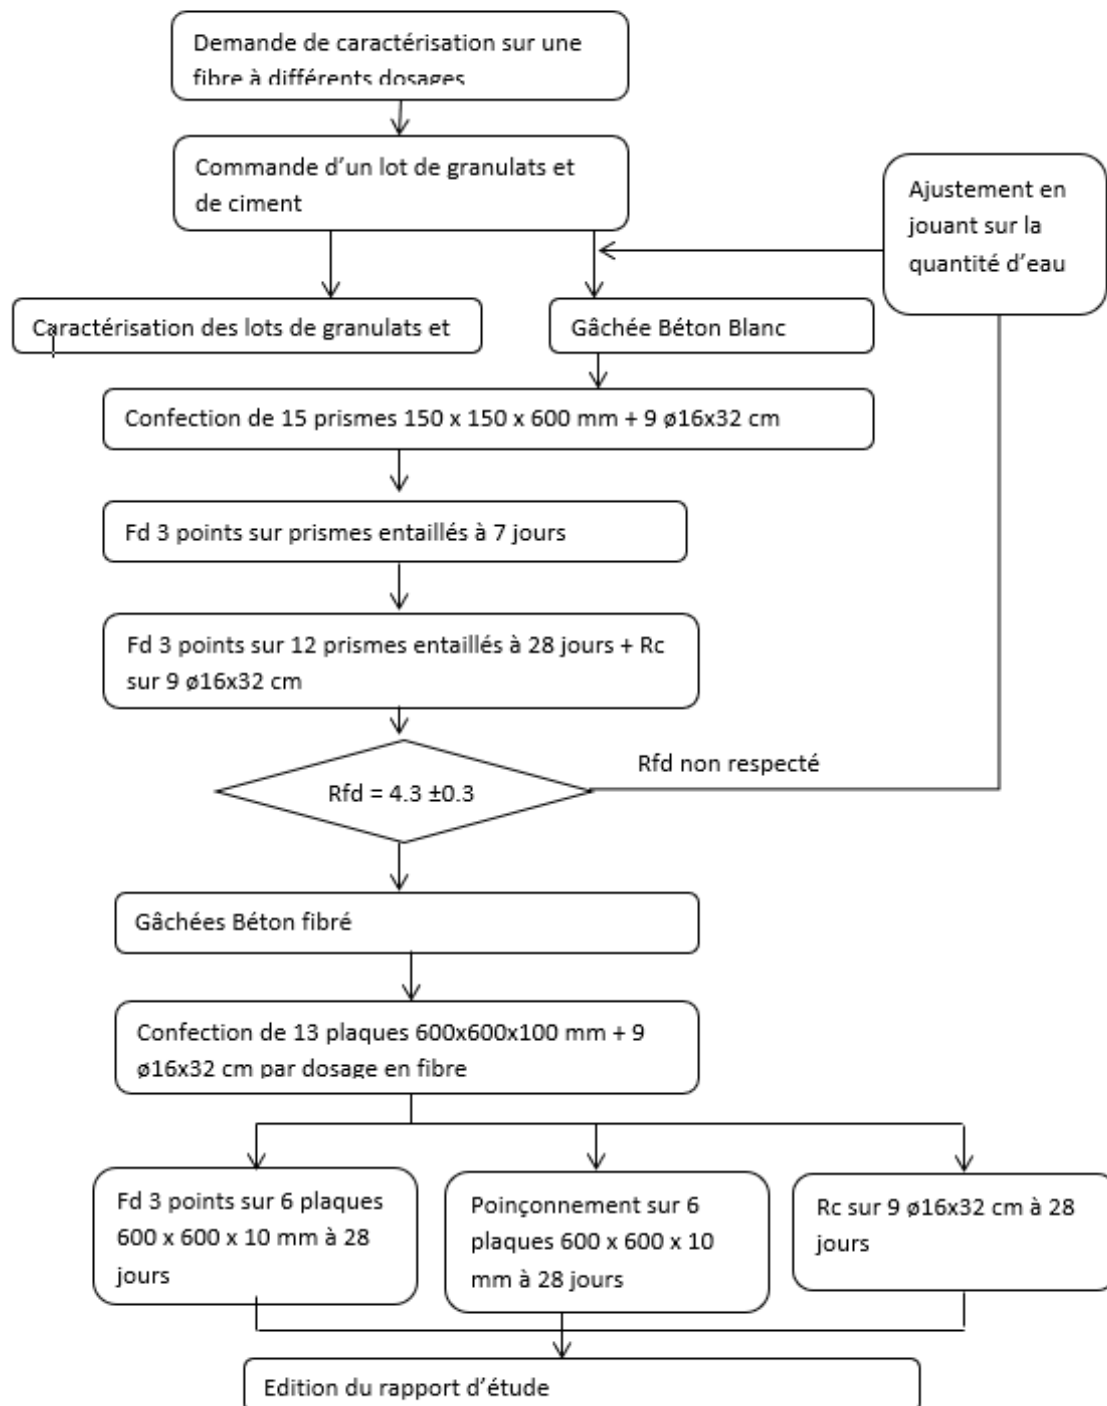 Demande de caractérisation sur une
fibre à différents dosages
Commande d'un lot de granulats et
de ciment
Ajustement en
jouant sur la
quantité d'eau
Caractérisation des lots de granulats et
Gâchée Béton Blanc
Confection de 15 prismes 150 x 150 x 600 mm + 9 ø16x32 cm
Fd 3 points sur prismes entaillés à 7 jours
Fd 3 points sur 12 prismes entaillés à 28 jours + Rc
sur 9 ø16x32 cm
Rfd non respecté
Rfd = 4.3 ±0.3
Gâchées Béton fibré
Confection de 13 plaques 600x600x100 mm + 9
ø16x32 cm par dosage en fibre
Fd 3 points sur 6 plaques
600 x 600 x 10 mm à 28
jours
Poinçonnement sur 6
plaques 600 x 600 x 10
mm à 28 jours
Rc sur 9 ø16x32 cm à 28
jours
Edition du rapport d'étude